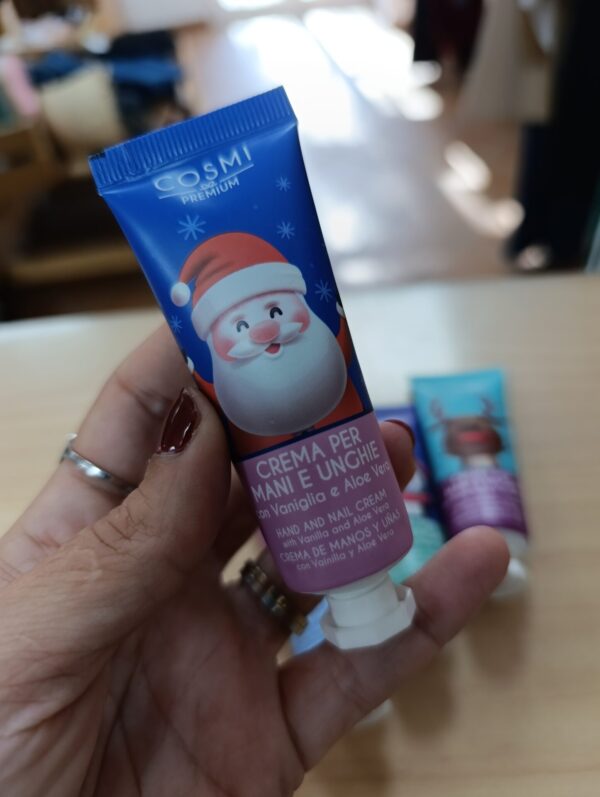 COSMI
PREMIUM
CREMA PER
MANI E UNGHIE
con Vaniglia e Aloe Vera
HAND AND NAIL CREAM
with Vanilla and Aloe Vera
CREMA DE MANOS Y UÑAS
con Vainilla y Aloe Vera